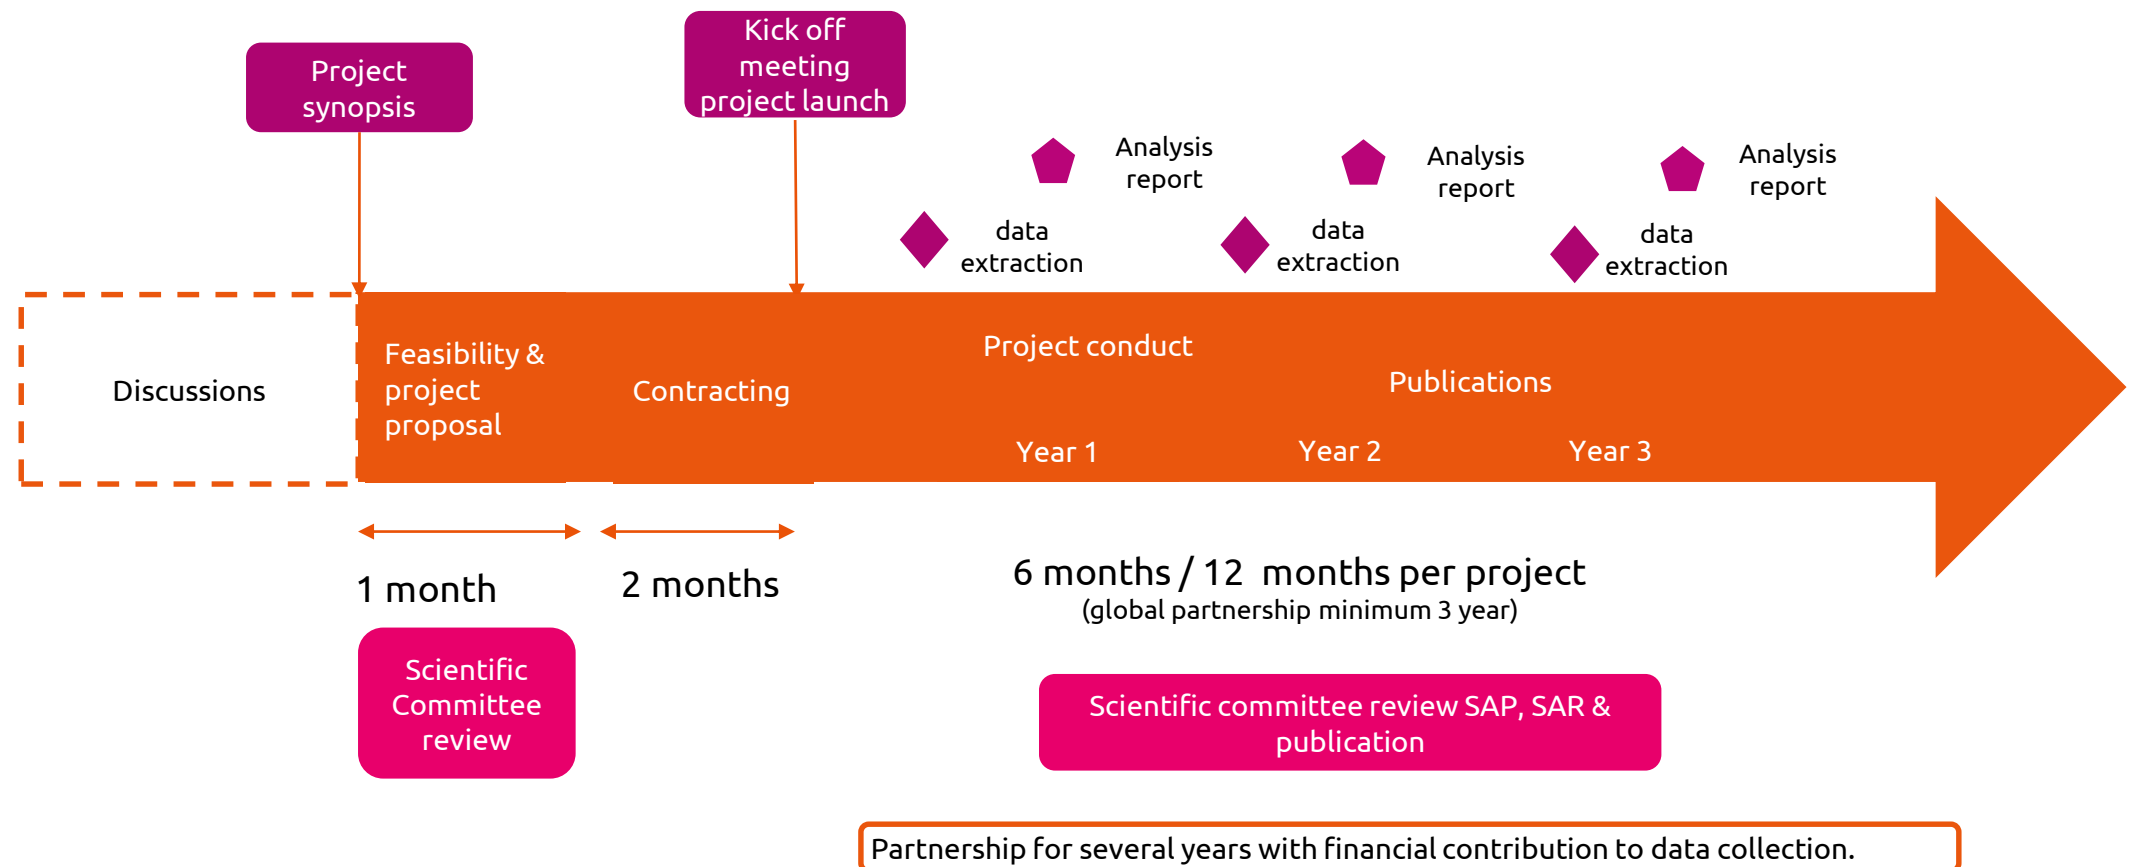 Project
synopsis
Kick off
meeting
project launch
Analysis
report
Analysis
report
Analysis
report
data
extraction
data
extraction
data
extraction
Discussions
Feasibility &
project
proposal
Contracting
Project conduct
Publications
Year 1
Year 2
Year 3
1 month
2 months
6 months / 12  months per project
(global partnership minimum 3 year)
Scientific
Committee
review
Scientific committee review SAP, SAR &
publication
Partnership for several years with financial contribution to data collection.